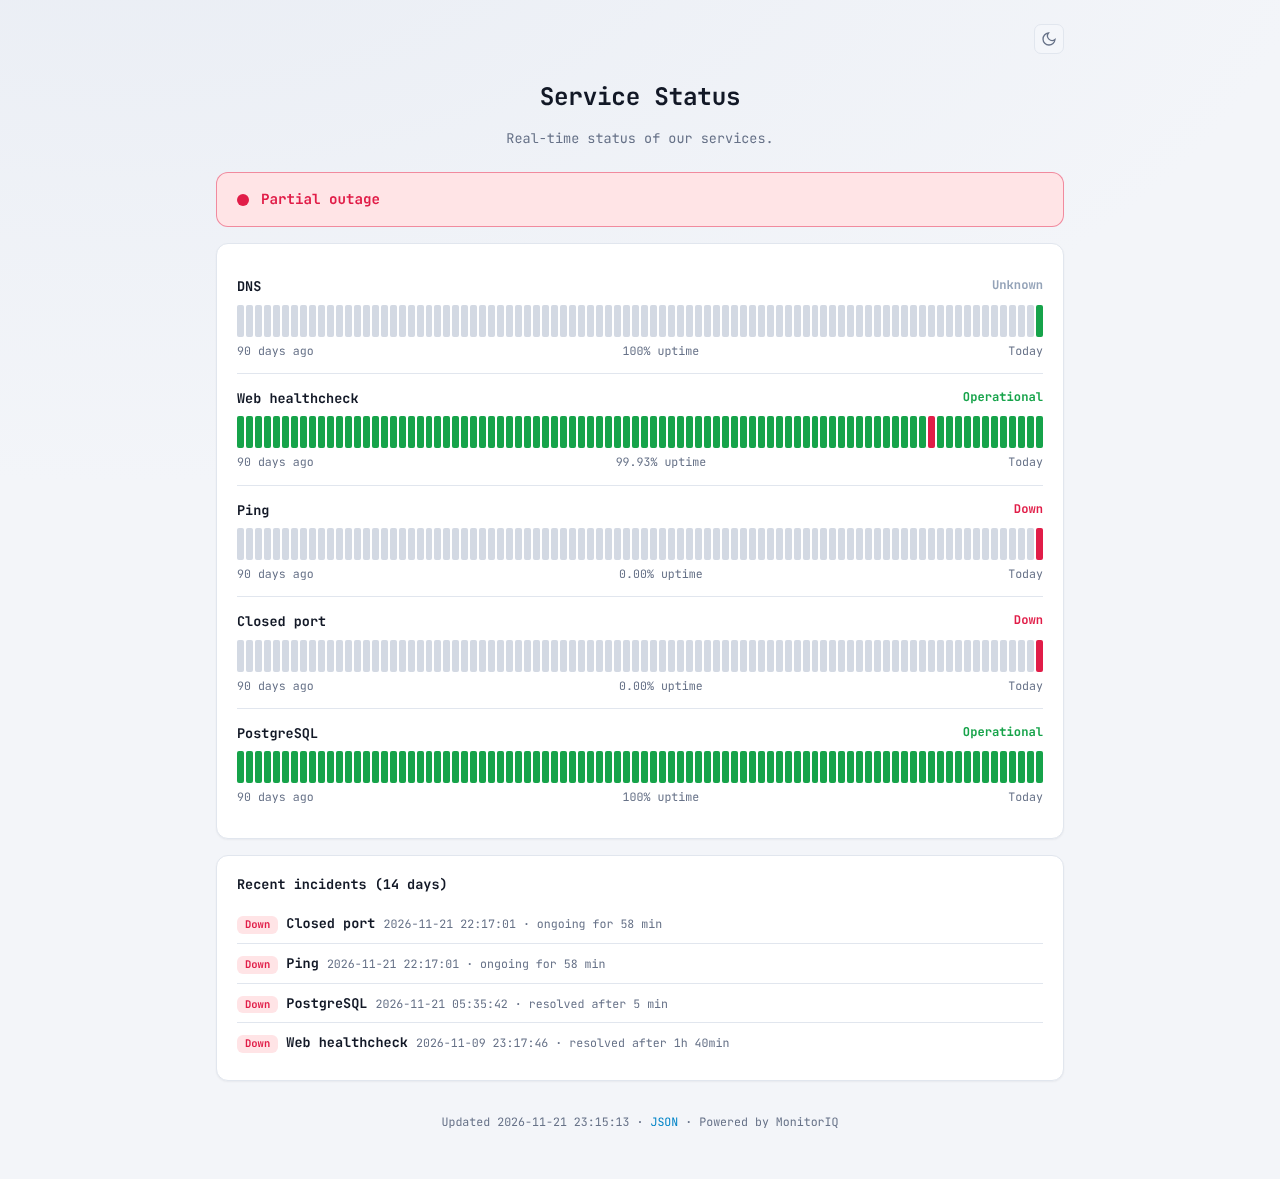 Service Status
Real-time status of our services.
Partial outage
DNS Unknown
90 days ago 100% uptime Today
Web healthcheck Operational
90 days ago 99.93% uptime Today
Ping Down
90 days ago 0.00% uptime Today
Closed port Down
90 days ago 0.00% uptime Today
PostgreSQL Operational
90 days ago 100% uptime Today
Recent incidents (14 days)
Down Closed port 2026-11-21 22:17:01 · ongoing for 58 min
Down Ping 2026-11-21 22:17:01 · ongoing for 58 min
Down PostgreSQL 2026-11-21 05:35:42 · resolved after 5 min
Down Web healthcheck 2026-11-09 23:17:46 · resolved after 1h 40min
Updated 2026-11-21 23:15:13 · JSON · Powered by MonitorIQ